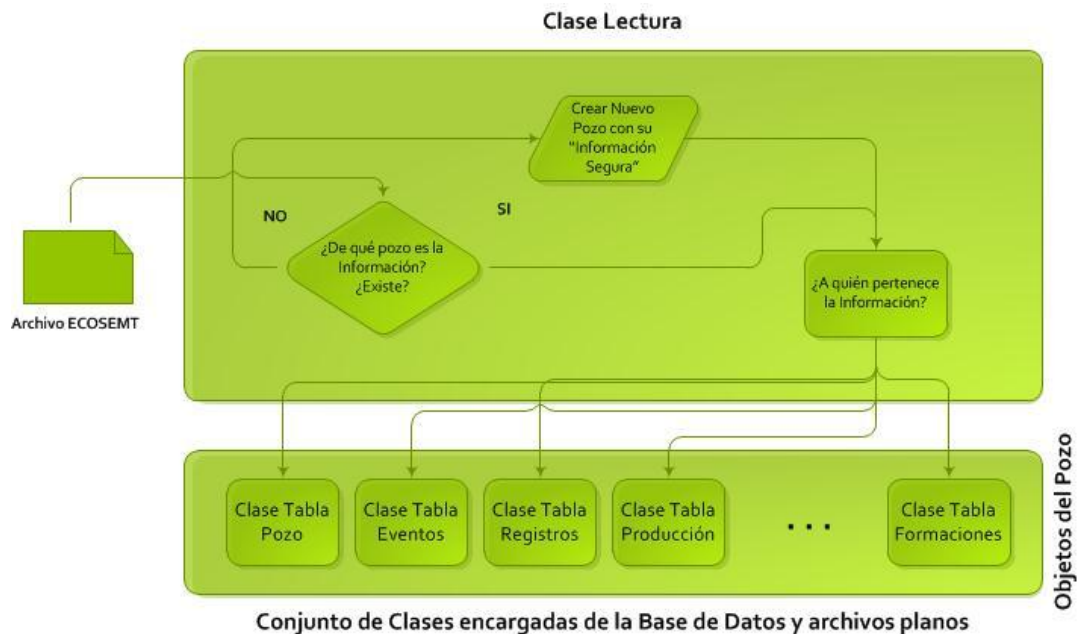 Clase Lectura
Crear Nuevo
Pozo con su
"Información
Segura"
NO
SI
¿De qué pozo es la
Información?
¿Existe?
¿A quién pertenece
la Información?
Archivo ECOSEMT
Clase Tabla
Pozo
Clase Tabla
Eventos
Clase Tabla
Registros
Clase Tabla
Producción
...
Clase Tabla
Formaciones
Objetos del Pozo
Conjunto de Clases encargadas de la Base de Datos y archivos planos